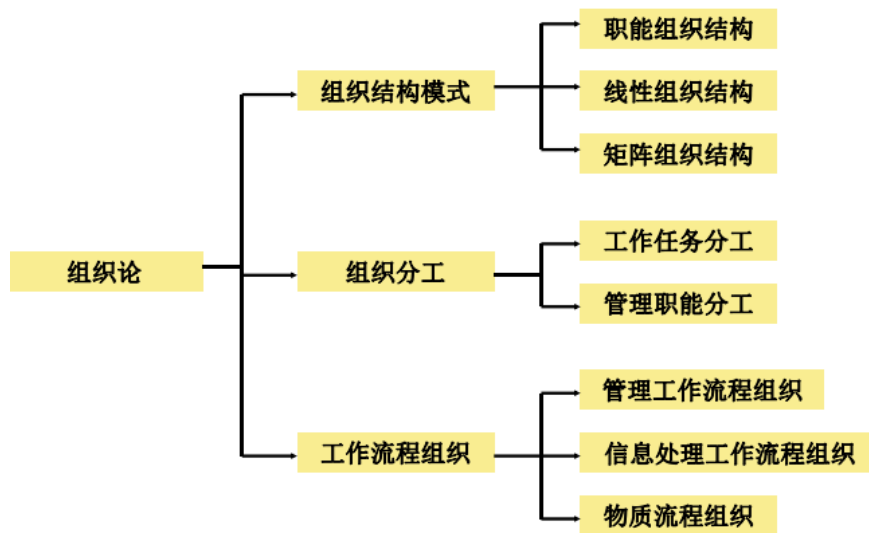 组织论
组织结构模式
职能组织结构
线性组织结构
矩阵组织结构
组织分工
工作任务分工
管理职能分工
工作流程组织
管理工作流程组织
信息处理工作流程组织
物质流程组织